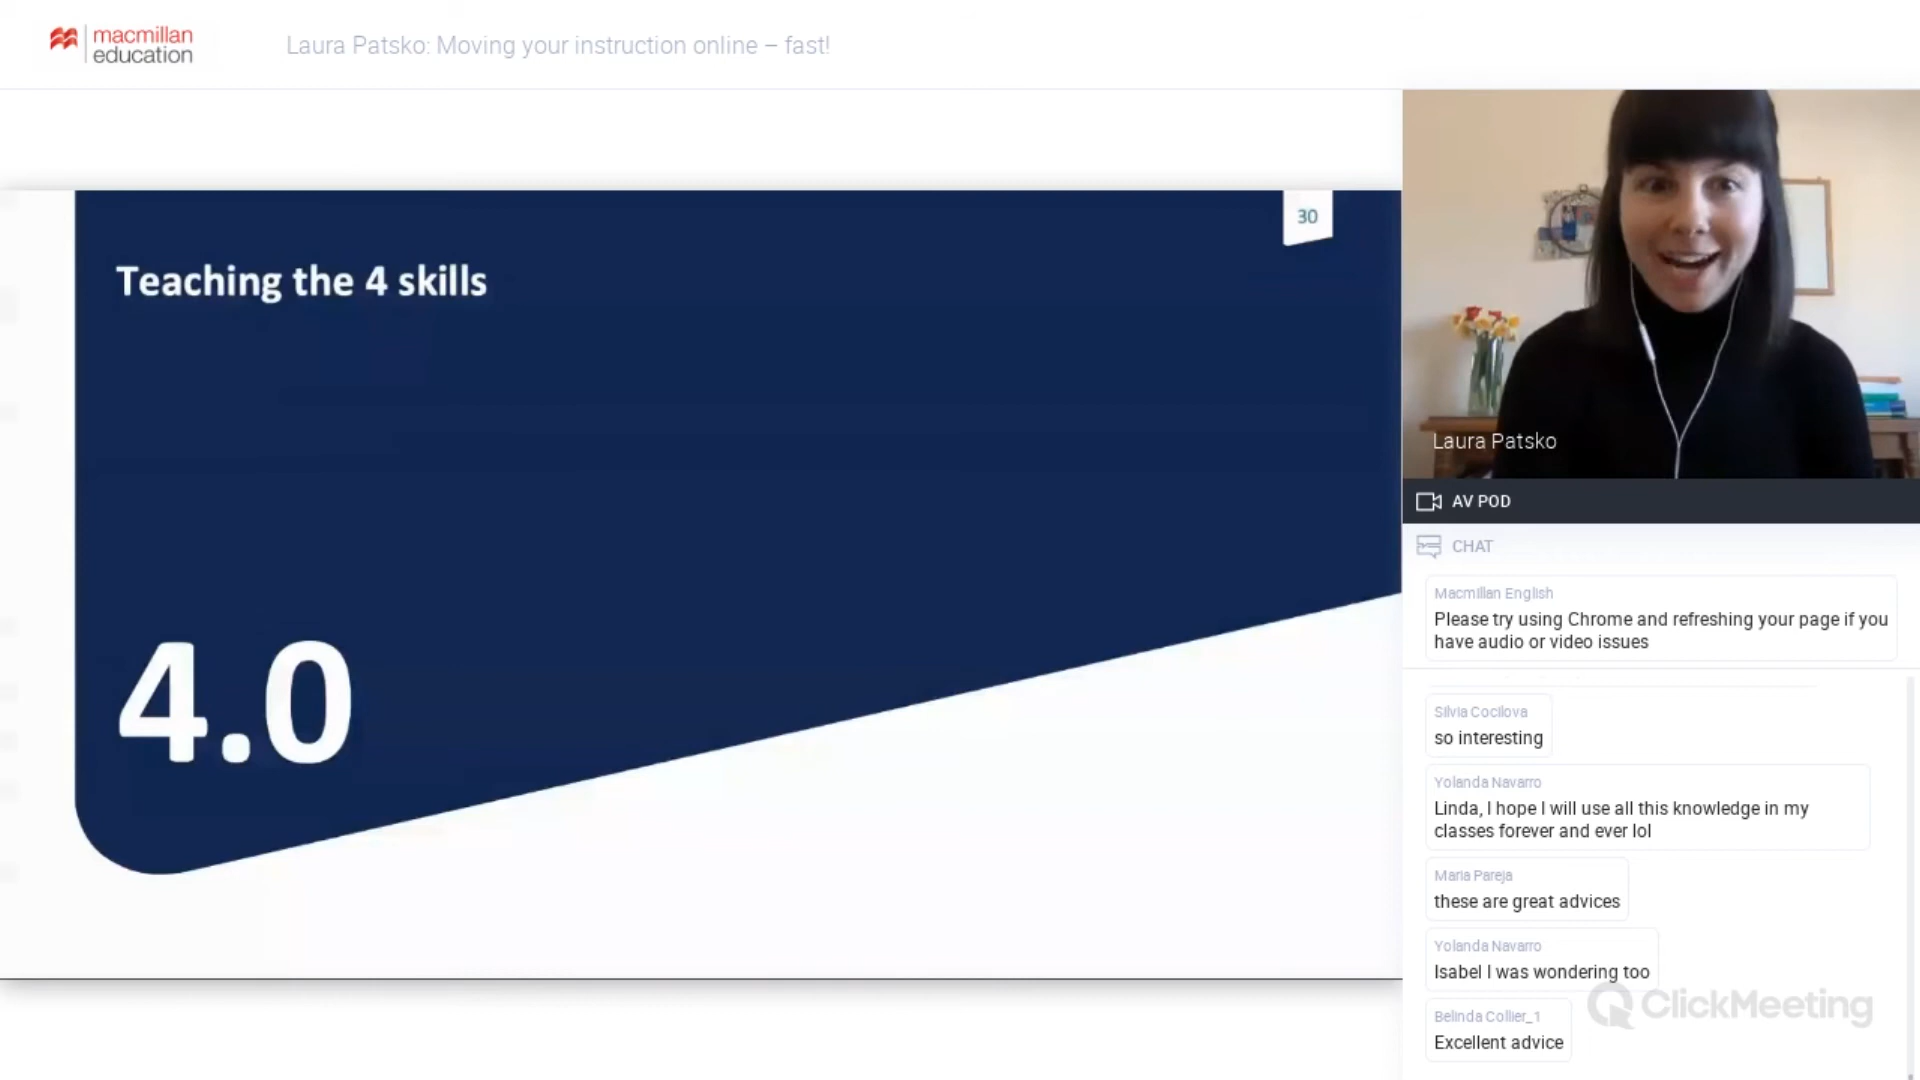 macmillan
education
Laura Patsko: Moving your instruction online – fast!
30
Teaching the 4 skills
4.0
Laura Patsko
AV POD
CHAT
Macmillan English
Please try using Chrome and refreshing your page if you
have audio or video issues
Silvia Cocilova
so interesting
Yolanda Navarro
Linda, I hope I will use all this knowledge in my
classes forever and ever lol
Maria Pareja
these are great advices
Yolanda Navarro
Isabel I was wondering too
Belinda Collier_1
Excellent advice
ClickMeeting